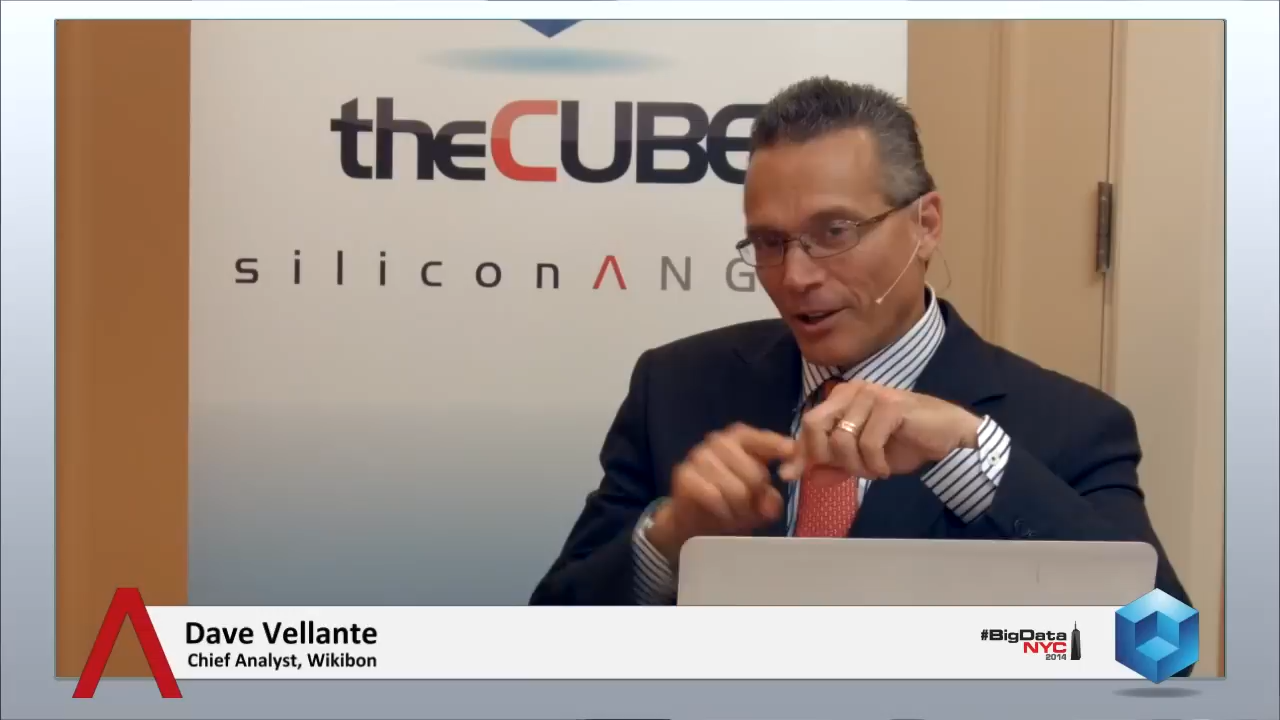 theCUBE
siliconANG
Dave Vellante
Chief Analyst, Wikibon
#BigData
NYC
2014